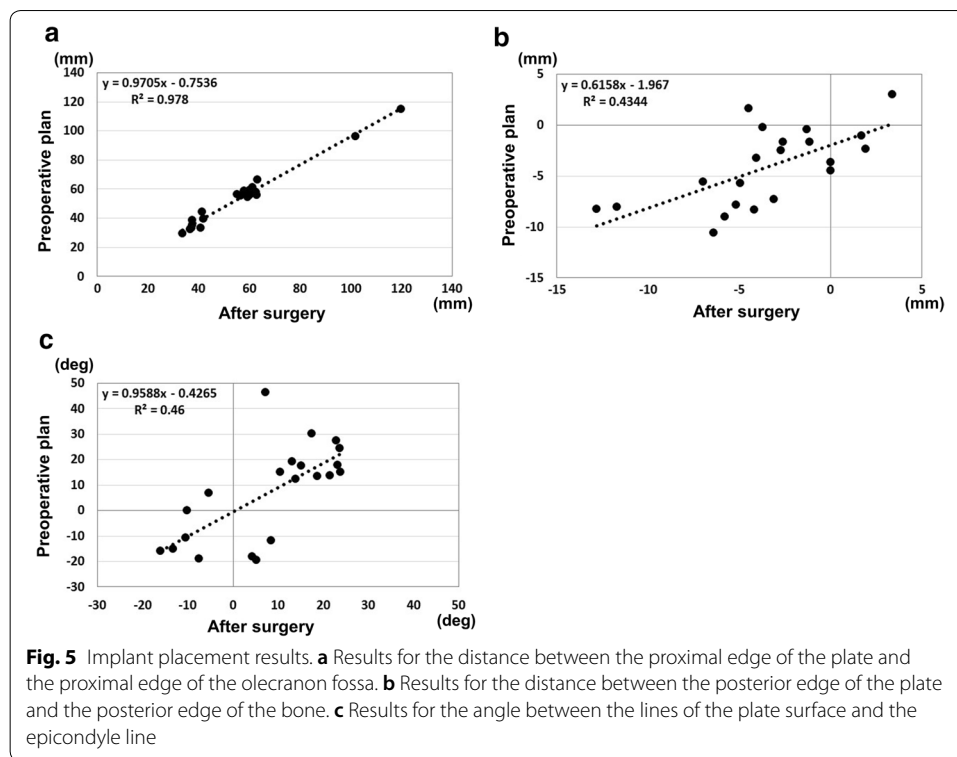 a
(mm)
y = 0.9705x - 0.7536
R² = 0.978
140
120
100
80
60
40
20
0
Preoperative plan
0 20 40 60 80 100 120 140
After surgery (mm)
b
(mm)
y = 0.6158x - 1.967
R² = 0.4344
5
0
-5
-10
-15
Preoperative plan
-15 -10 -5 0 5
After surgery (mm)
c
(deg)
y = 0.9588x - 0.4265
R² = 0.46
50
40
30
20
10
0
-10
-20
-30
Preoperative plan
-30 -20 -10 0 10 20 30 40 50
After surgery (deg)
Fig. 5 Implant placement results. a Results for the distance between the proximal edge of the plate and
the proximal edge of the olecranon fossa. b Results for the distance between the posterior edge of the plate
and the posterior edge of the bone. c Results for the angle between the lines of the plate surface and the
epicondyle line